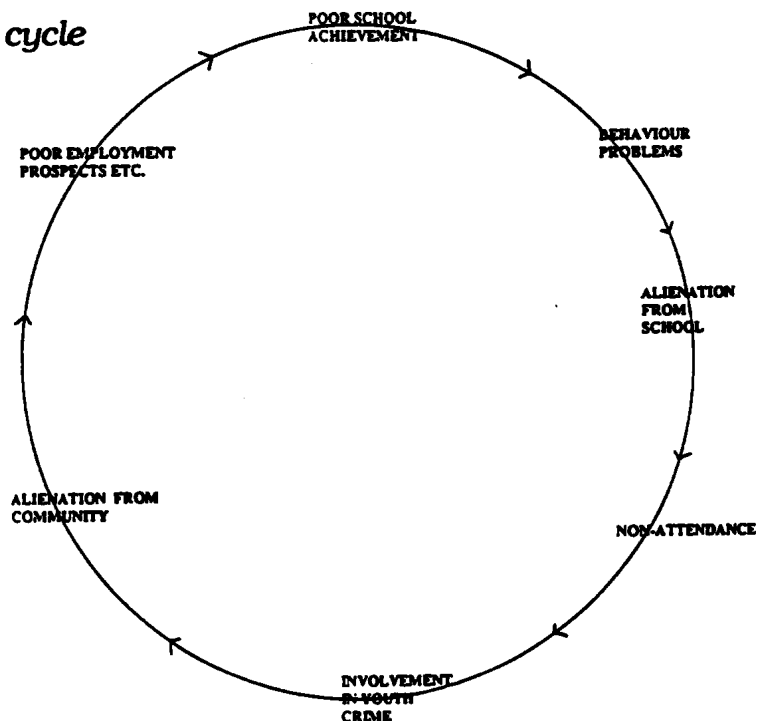 cycle
POOR SCHOOL
ACHIEVEMENT
BEHAVIOUR
PROBLEMS
ALIENATION
FROM
SCHOOL
NON-ATTENDANCE
INVOLVEMENT
IN YOUTH
CRIME
ALIENATION FROM
COMMUNITY
POOR EMPLOYMENT
PROSPECTS ETC.